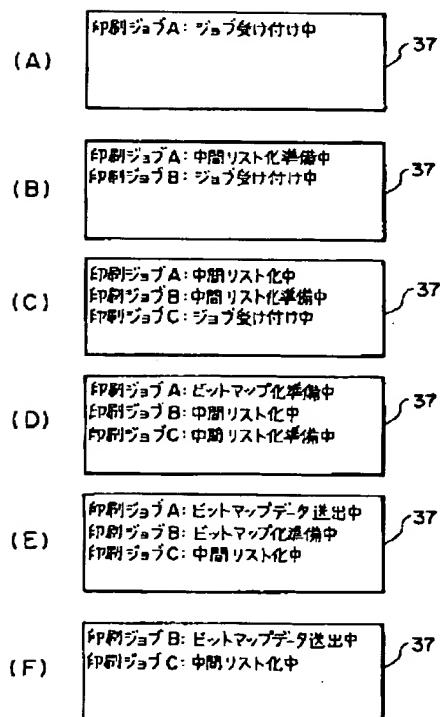 (A)
印刷ジョブA: ジョブ受け付け中
37
(B)
印刷ジョブA: 中間リスト化準備中
印刷ジョブB: ジョブ受け付け中
37
(C)
印刷ジョブA: 中間リスト化中
印刷ジョブB: 中間リスト化準備中
印刷ジョブC: ジョブ受け付け中
37
(D)
印刷ジョブA: ビットマップ化準備中
印刷ジョブB: 中間リスト化中
印刷ジョブC: 中間リスト化準備中
37
(E)
印刷ジョブA: ビットマップデータ送出中
印刷ジョブB: ビットマップ化準備中
印刷ジョブC: 中間リスト化中
37
(F)
印刷ジョブB: ビットマップデータ送出中
印刷ジョブC: 中間リスト化中
37